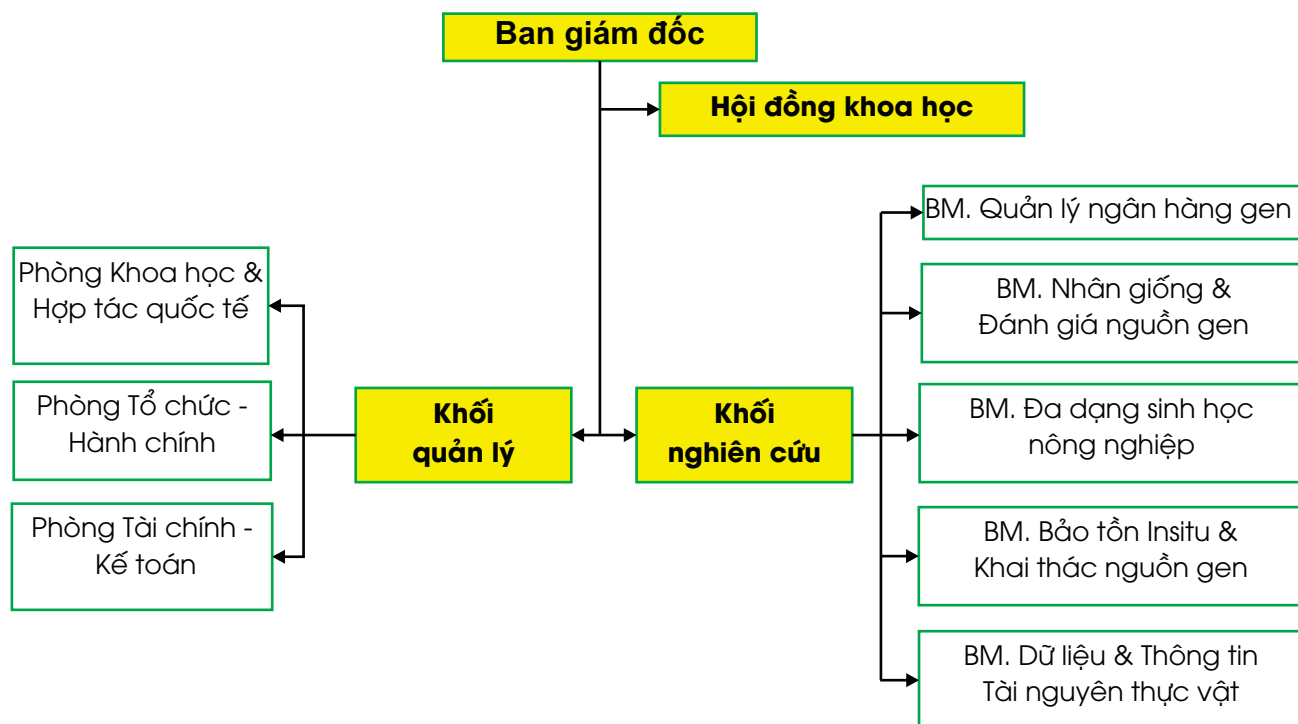 Ban giám đốc
Hội đồng khoa học
Phòng Khoa học &
Hợp tác quốc tế
Phòng Tổ chức -
Hành chính
Phòng Tài chính -
Kế toán
Khối
quản lý
Khối
nghiên cứu
BM. Quản lý ngân hàng gen
BM. Nhân giống &
Đánh giá nguồn gen
BM. Đa dạng sinh học
nông nghiệp
BM. Bảo tồn Insitu &
Khai thác nguồn gen
BM. Dữ liệu & Thông tin
Tài nguyên thực vật